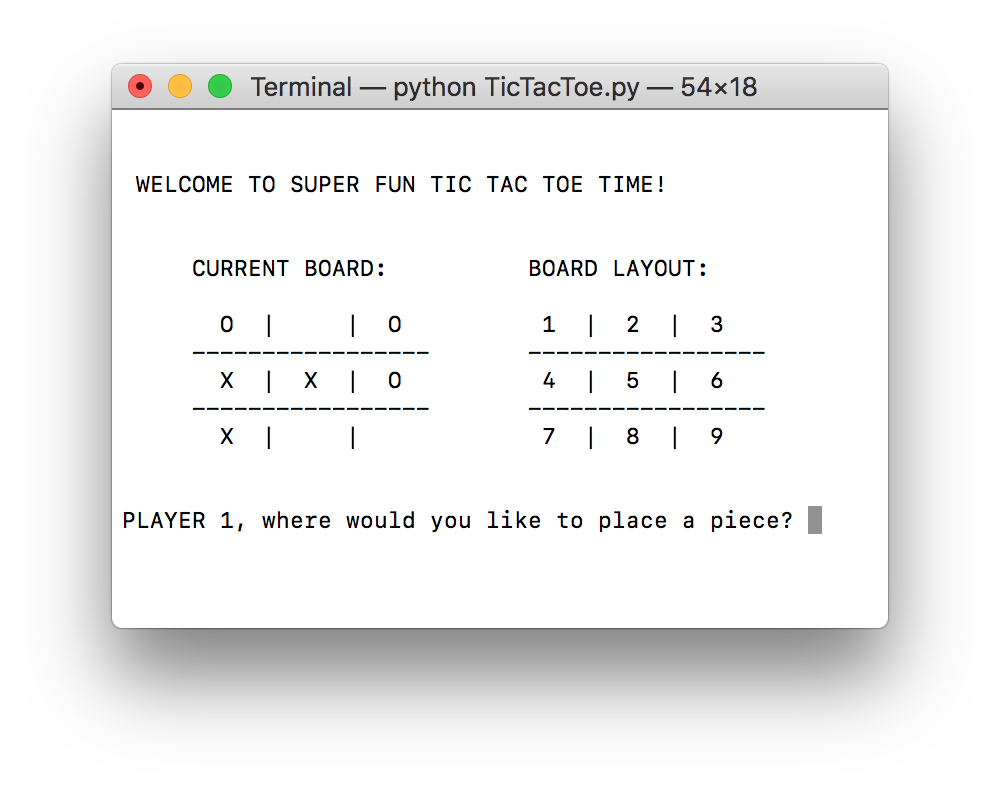 Terminal — python TicTacToe.py — 54×18
WELCOME TO SUPER FUN TIC TAC TOE TIME!
CURRENT BOARD:          BOARD LAYOUT:
  O  |     |  O          1  |  2  |  3
-----------------       -----------------
  X  |  X  |  O          4  |  5  |  6
-----------------       -----------------
  X  |     |             7  |  8  |  9
PLAYER 1, where would you like to place a piece?